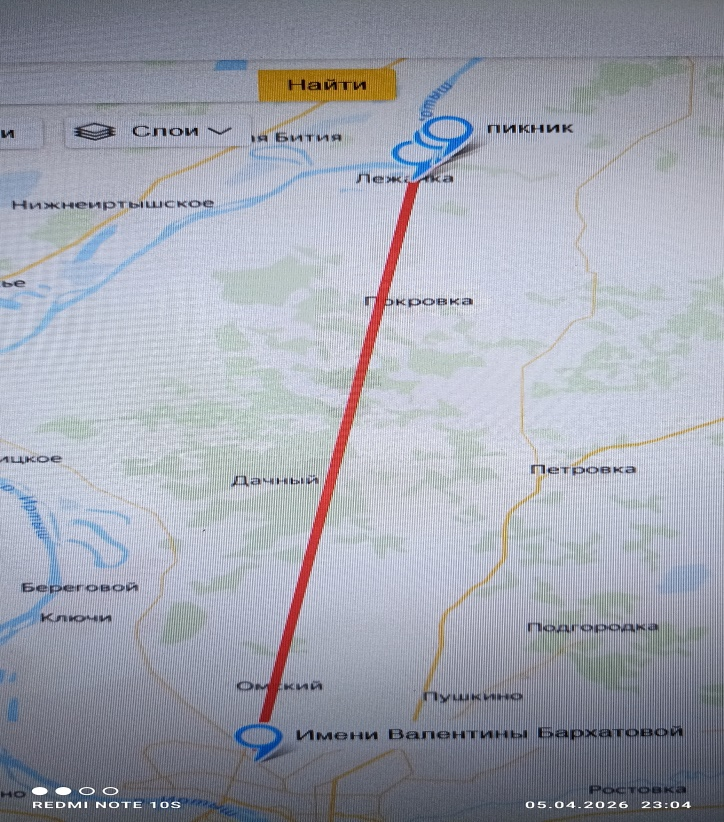 Найти
и
Слои
я Бития
пикник
Нижнеиртышское
ье
Покровка
ицкое
Дачный
Петровка
Береговой
Ключи
Подгородка
Омский
Пушкино
Имени Валентины Бархатовой
но
Ростовка
REDMI NOTE 10S
05.04.2026 23:04